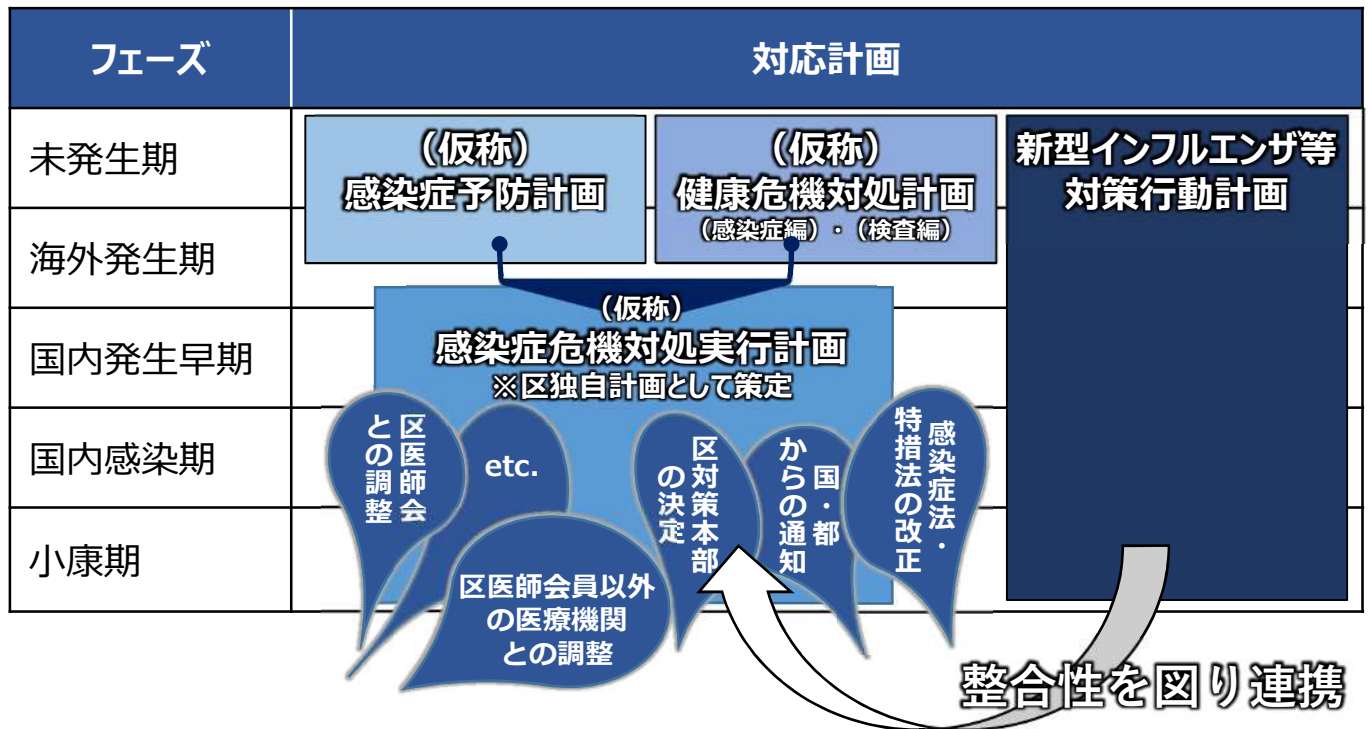 フェーズ
対応計画
未発生期
海外発生期
国内発生早期
国内感染期
小康期
（仮称）
感染症予防計画
（仮称）
健康危機対処計画
（感染症編）・（検査編）
新型インフルエンザ等
対策行動計画
（仮称）
感染症危機対処実行計画
※区独自計画として策定
区医師会
との調整
etc.
区医師会員以外
の医療機関
との調整
区対策本部
の決定
国・都
からの通知
感染症法・
特措法の改正
整合性を図り連携